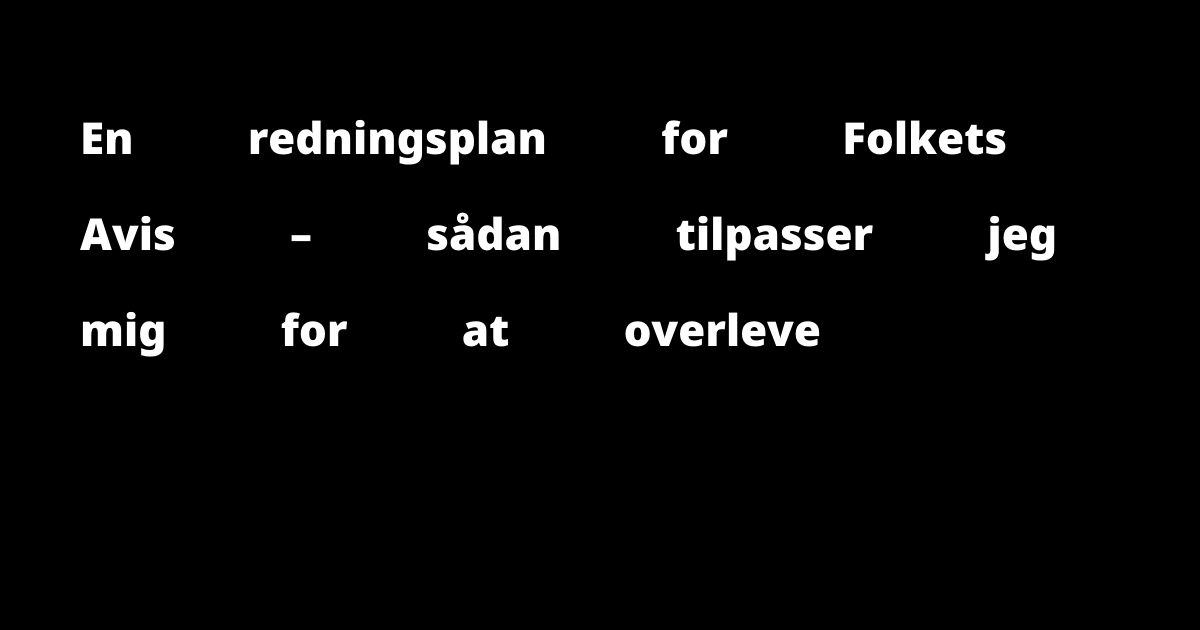 En redningsplan for Folkets
Avis – sådan tilpasser jeg
mig for at overleve